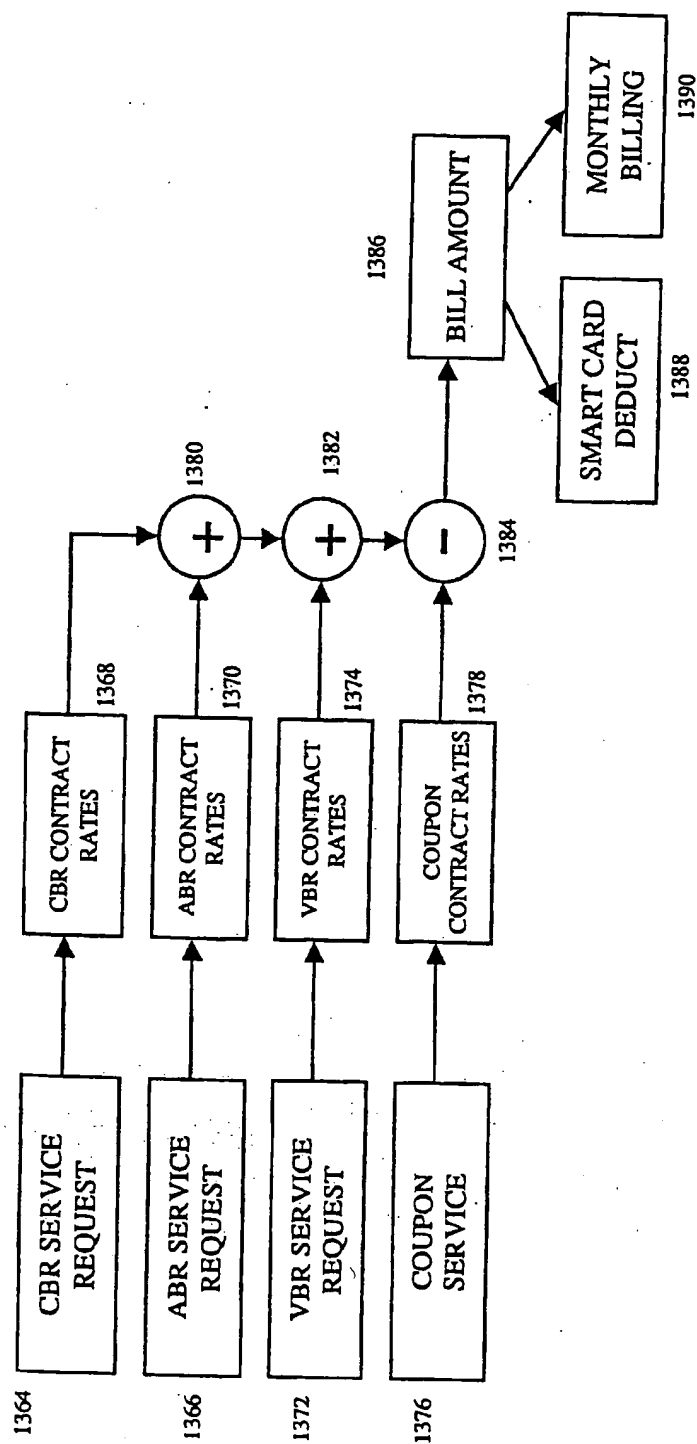 1364
CBR SERVICE
REQUEST
CBR CONTRACT
RATES
1368
1366
ABR SERVICE
REQUEST
ABR CONTRACT
RATES
1370
+
1380
1372
VBR SERVICE
REQUEST
VBR CONTRACT
RATES
1374
+
1382
1376
COUPON
SERVICE
COUPON
CONTRACT RATES
1378
-
1384
1386
BILL AMOUNT
SMART CARD
DEDUCT
1388
MONTHLY
BILLING
1390